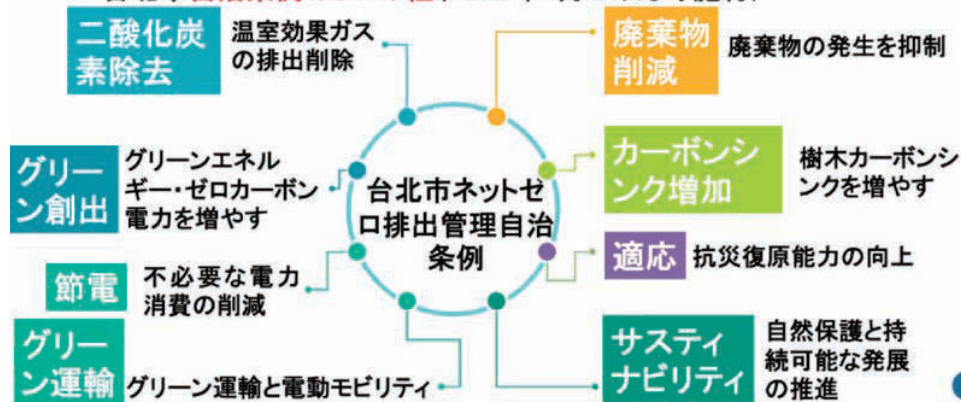 二酸化炭
素除去
温室効果ガス
の排出削除
廃棄物
削減
廃棄物の発生を抑制
グリー
ン創出
グリーンエネル
ギー・ゼロカーボン
電力を増やす
カーボンシ
ンク増加
樹木カーボンシ
ンクを増やす
台北市ネットゼ
ロ排出管理自治
条例
節電
不必要な電力
消費の削減
適応
抗災復原能力の向上
グリー
ン運輸
グリーン運輸と電動モビリティ
サスティ
ナビリティ
自然保護と持
続可能な発展
の推進